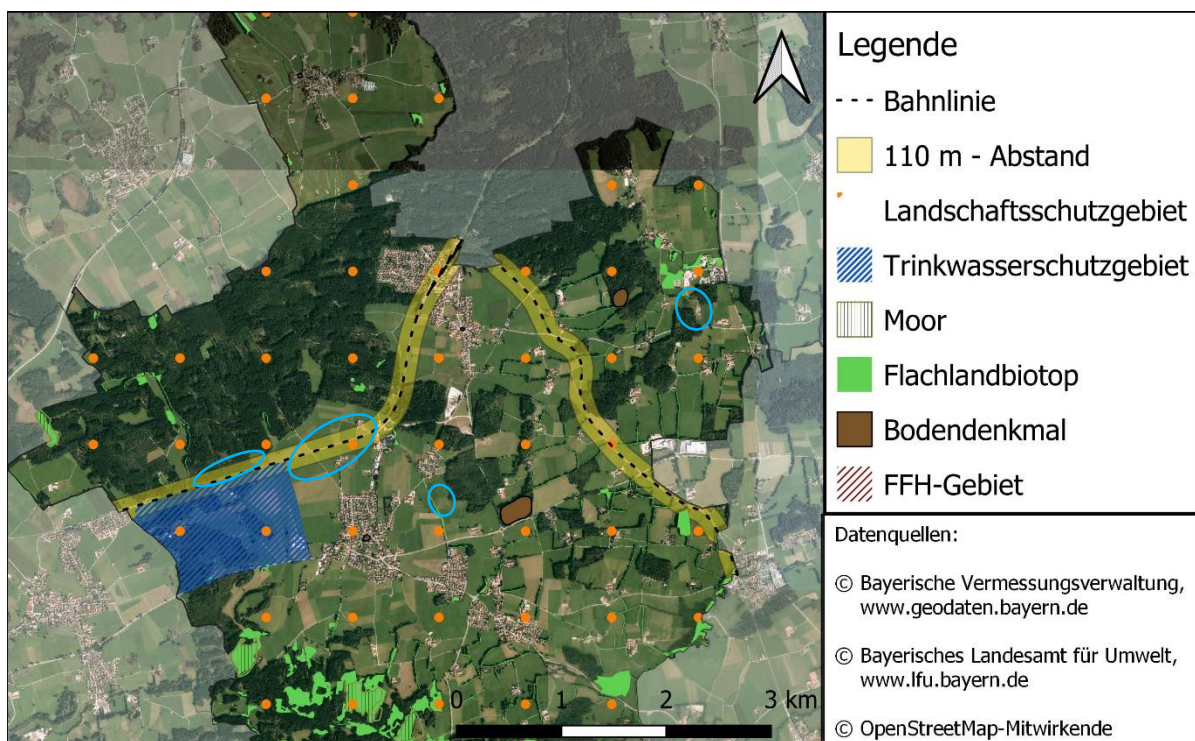 Legende
Bahnlinie
110 m - Abstand
Landschaftsschutzgebiet
Trinkwasserschutzgebiet
Moor
Flachlandbiotop
Bodendenkmal
FFH-Gebiet
Datenquellen:
© Bayerische Vermessungsverwaltung,
www.geodaten.bayern.de
© Bayerisches Landesamt für Umwelt,
www.lfu.bayern.de
© OpenStreetMap-Mitwirkende
0 1 2 3 km